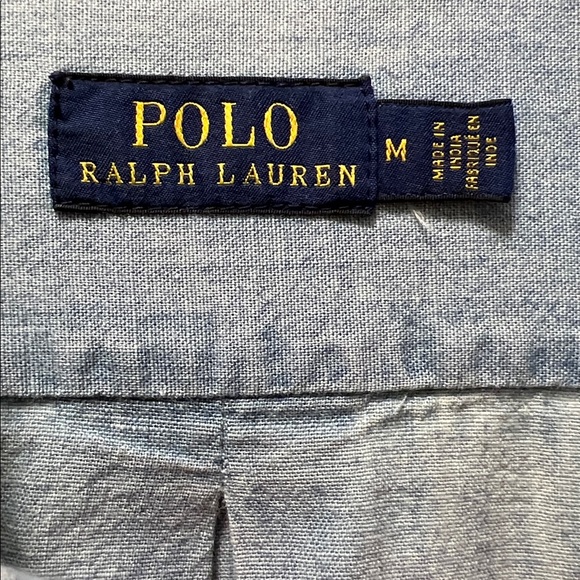 POLO
RALPH LAUREN
M
MADE IN
INDIA
FABRIQUÉ EN
INDE